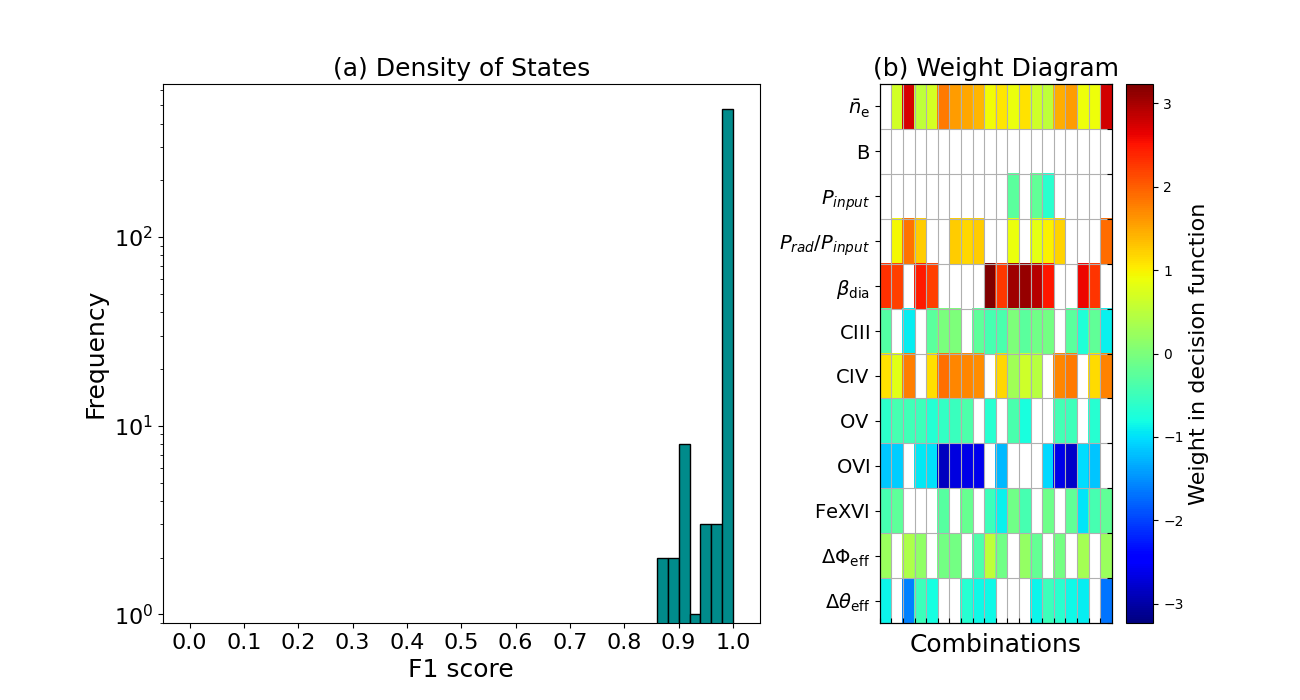 (a) Density of States
Frequency
10²
10¹
10⁰
0.0 0.1 0.2 0.3 0.4 0.5 0.6 0.7 0.8 0.9 1.0
F1 score
(b) Weight Diagram
n̄e
B
Pinput
Prad/Pinput
βdia
CIII
CIV
OV
OVI
FeXVI
ΔΦeff
Δθeff
Combinations
3
2
1
0
−1
−2
−3
Weight in decision function